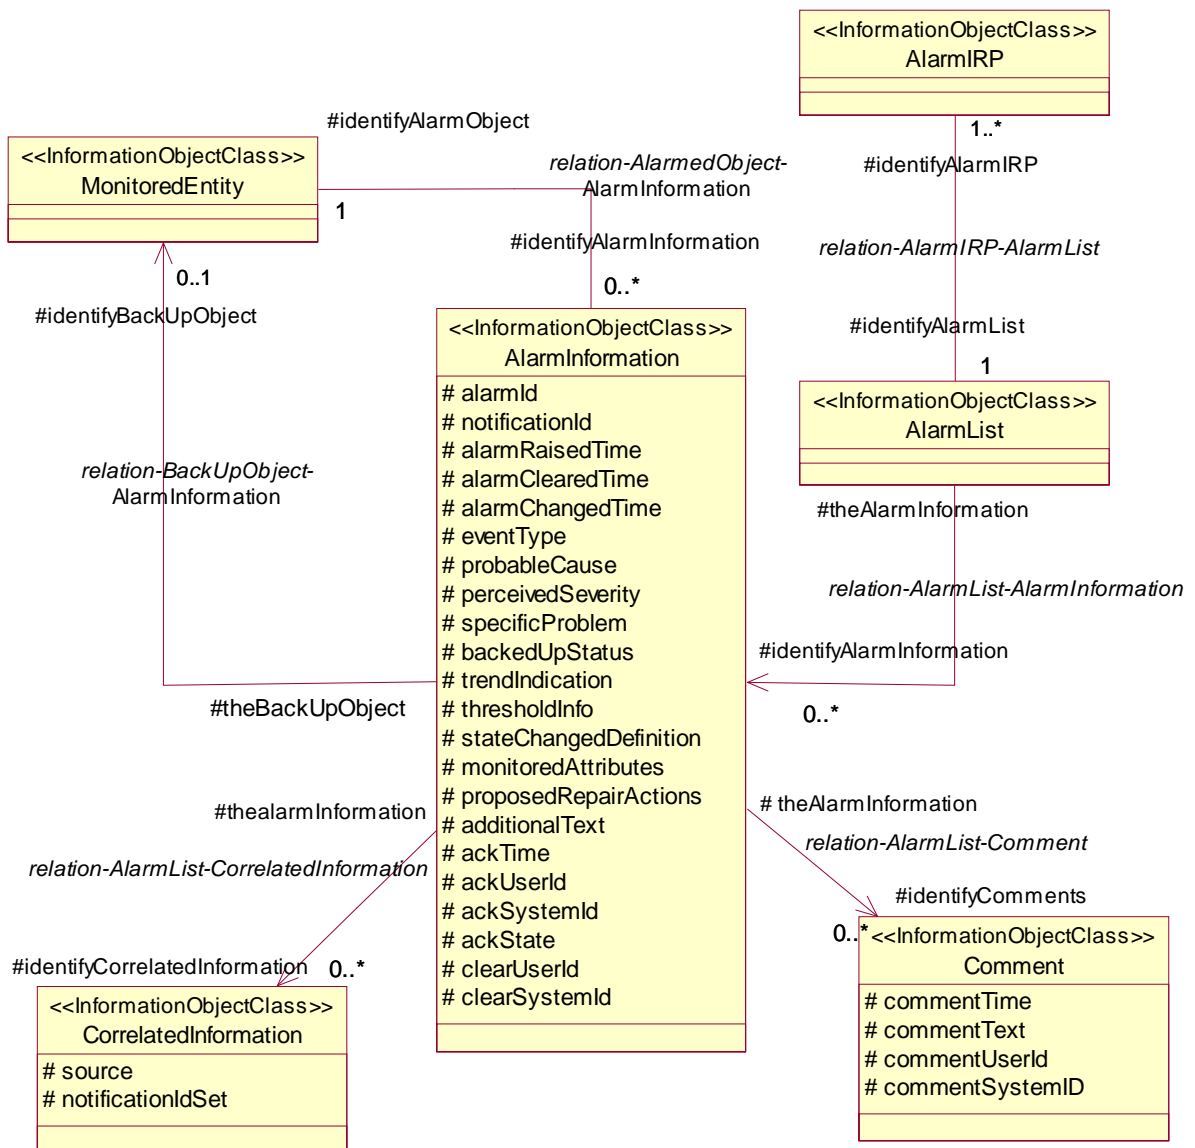 <<InformationObjectClass>>
AlarmIRP
1..*
#identifyAlarmIRP
relation-AlarmIRP-AlarmList
#identifyAlarmList
1
#identifyAlarmObject
<<InformationObjectClass>>
MonitoredEntity
1
relation-AlarmedObject-
AlarmInformation
#identifyAlarmInformation
0..*
0..1
#identifyBackUpObject
relation-BackUpObject-
AlarmInformation
#theBackUpObject
<<InformationObjectClass>>
AlarmInformation
# alarmId
# notificationId
# alarmRaisedTime
# alarmClearedTime
# alarmChangedTime
# eventType
# probableCause
# perceivedSeverity
# specificProblem
# backedUpStatus
# trendIndication
# thresholdInfo
# stateChangedDefinition
# monitoredAttributes
# proposedRepairActions
# additionalText
# ackTime
# ackUserId
# ackSystemId
# ackState
# clearUserId
# clearSystemId
<<InformationObjectClass>>
AlarmList
#theAlarmInformation
relation-AlarmList-AlarmInformation
#identifyAlarmInformation
0..*
#thealarmInformation
relation-AlarmList-CorrelatedInformation
#identifyCorrelatedInformation
0..*
<<InformationObjectClass>>
CorrelatedInformation
# source
# notificationIdSet
# theAlarmInformation
relation-AlarmList-Comment
#identifyComments
0..*
<<InformationObjectClass>>
Comment
# commentTime
# commentText
# commentUserId
# commentSystemID